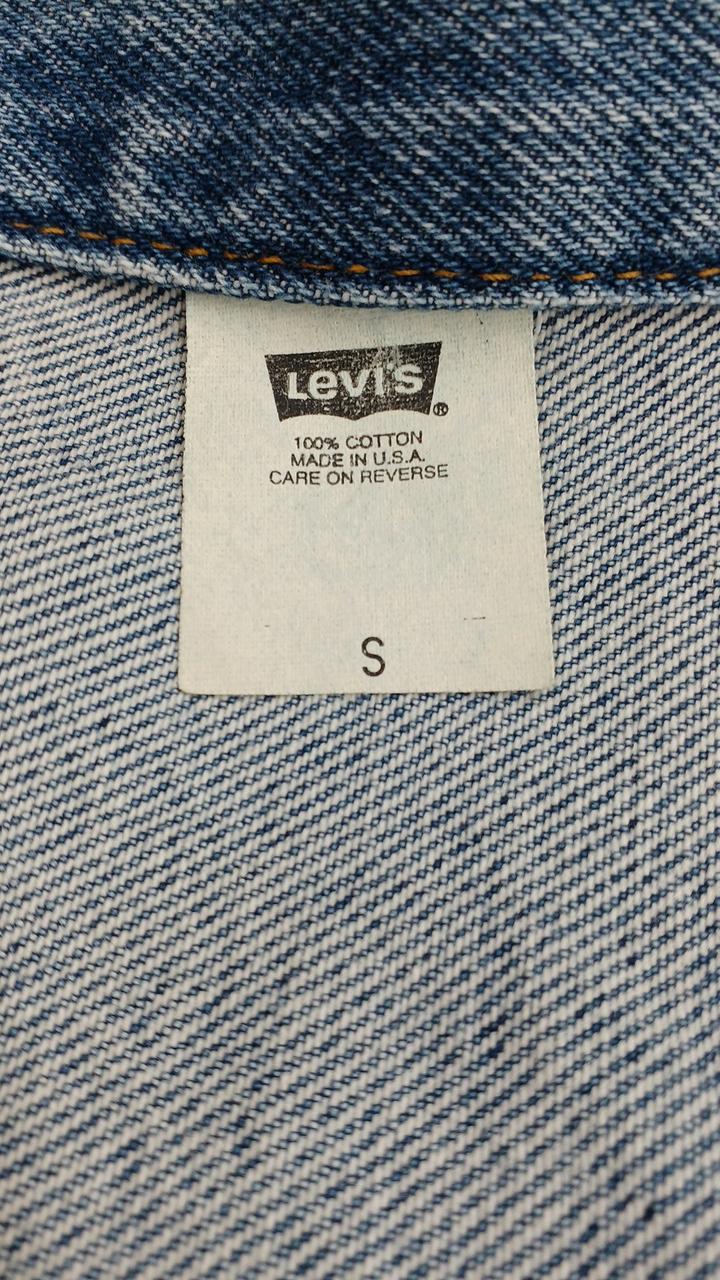 Levi's ®
100% COTTON
MADE IN U.S.A.
CARE ON REVERSE
S